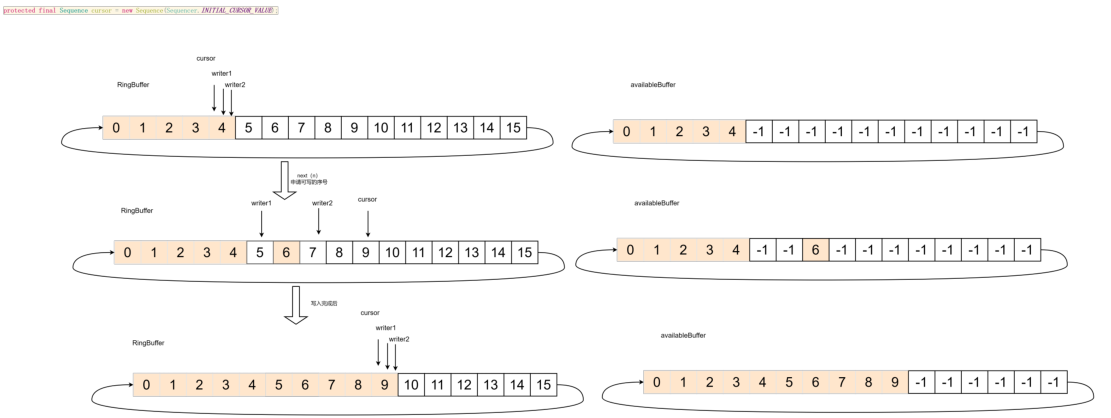 protected final Sequence cursor = new Sequence(Sequencer.INITIAL_CURSOR_VALUE);
cursor
writer1
writer2
RingBuffer
availableBuffer
0 1 2 3 4 5 6 7 8 9 10 11 12 13 14 15
0 1 2 3 4 -1 -1 -1 -1 -1 -1 -1 -1 -1 -1 -1
next（n）
申请可写的序号
writer1
writer2
cursor
RingBuffer
availableBuffer
0 1 2 3 4 5 6 7 8 9 10 11 12 13 14 15
0 1 2 3 4 -1 -1 6 -1 -1 -1 -1 -1 -1 -1 -1
写入完成后
cursor
writer1
writer2
RingBuffer
availableBuffer
0 1 2 3 4 5 6 7 8 9 10 11 12 13 14 15
0 1 2 3 4 5 6 7 8 9 -1 -1 -1 -1 -1 -1